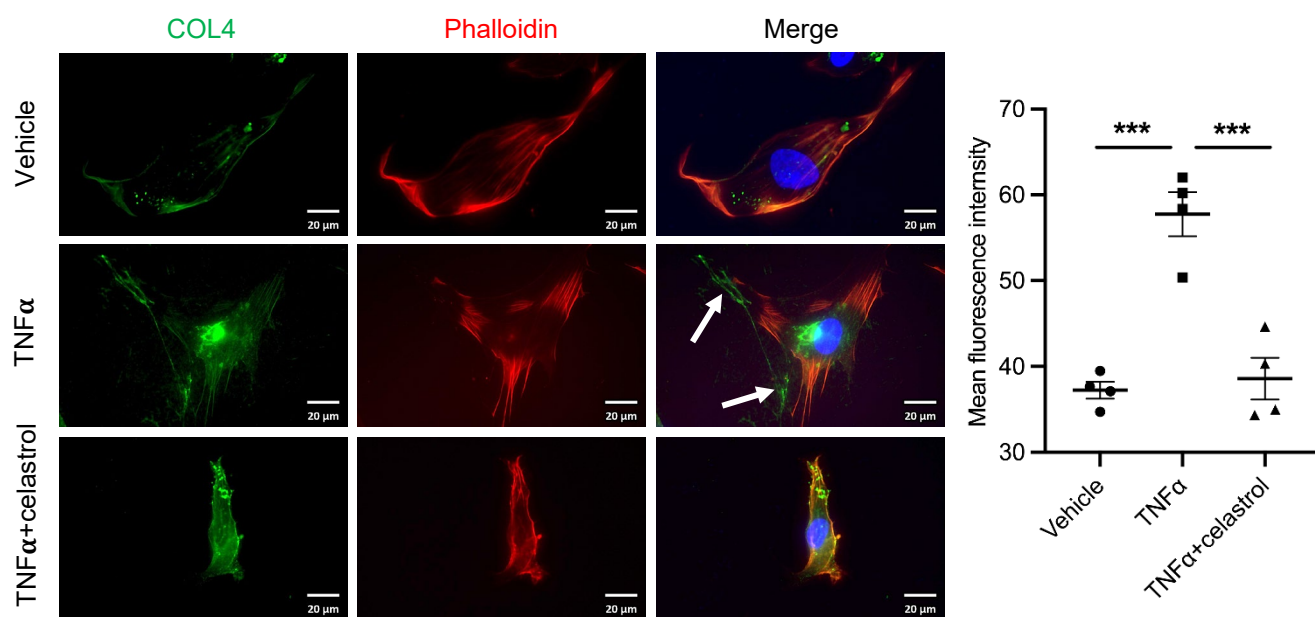 COL4 Phalloidin Merge
Vehicle
20 μm 20 μm 20 μm
TNFα
20 μm 20 μm 20 μm
TNFα+celastrol
20 μm 20 μm 20 μm
Mean fluorescence internsity
70
60
50
40
30
*** ***
Vehicle
TNFα
TNFα+celastrol